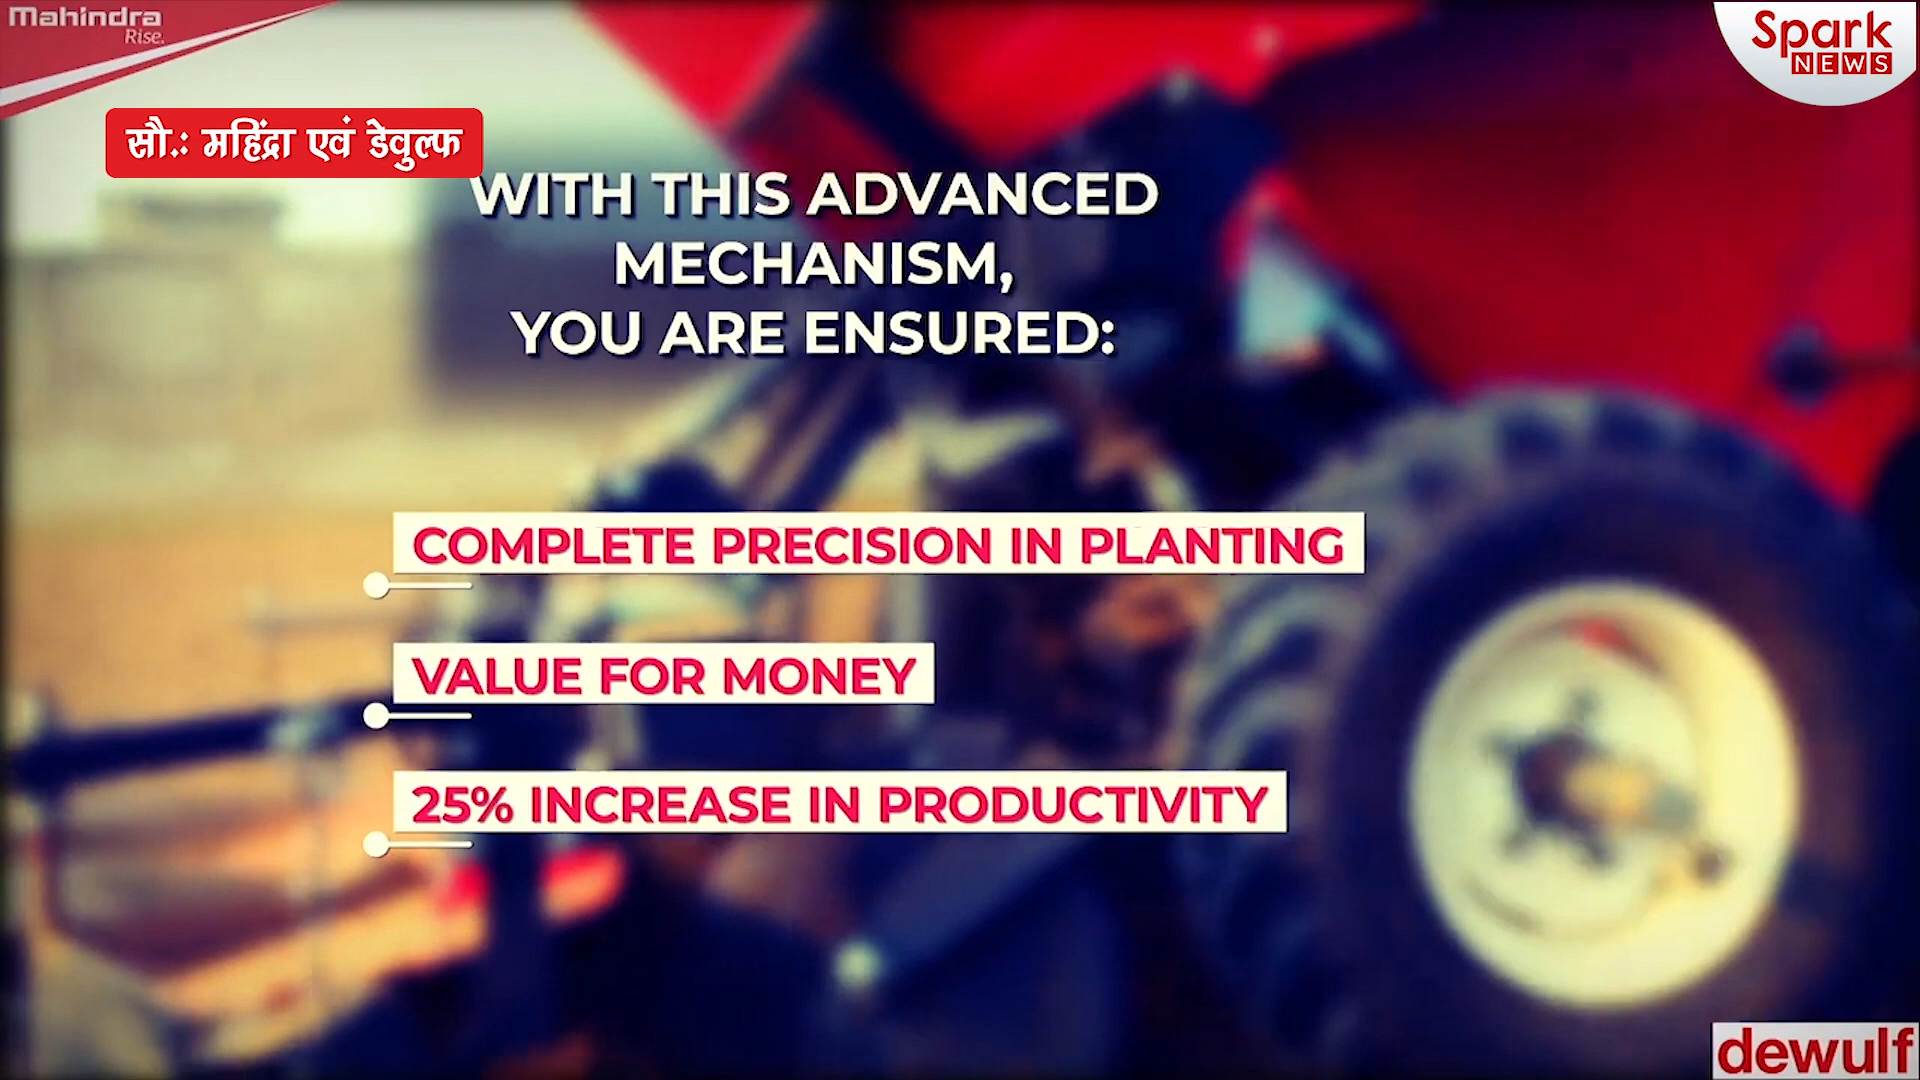 Mahindra
Rise.
Spark
NEWS
सौ.: महिंद्रा एवं डेवुल्फ
WITH THIS ADVANCED
MECHANISM,
YOU ARE ENSURED:
COMPLETE PRECISION IN PLANTING
VALUE FOR MONEY
25% INCREASE IN PRODUCTIVITY
dewulf